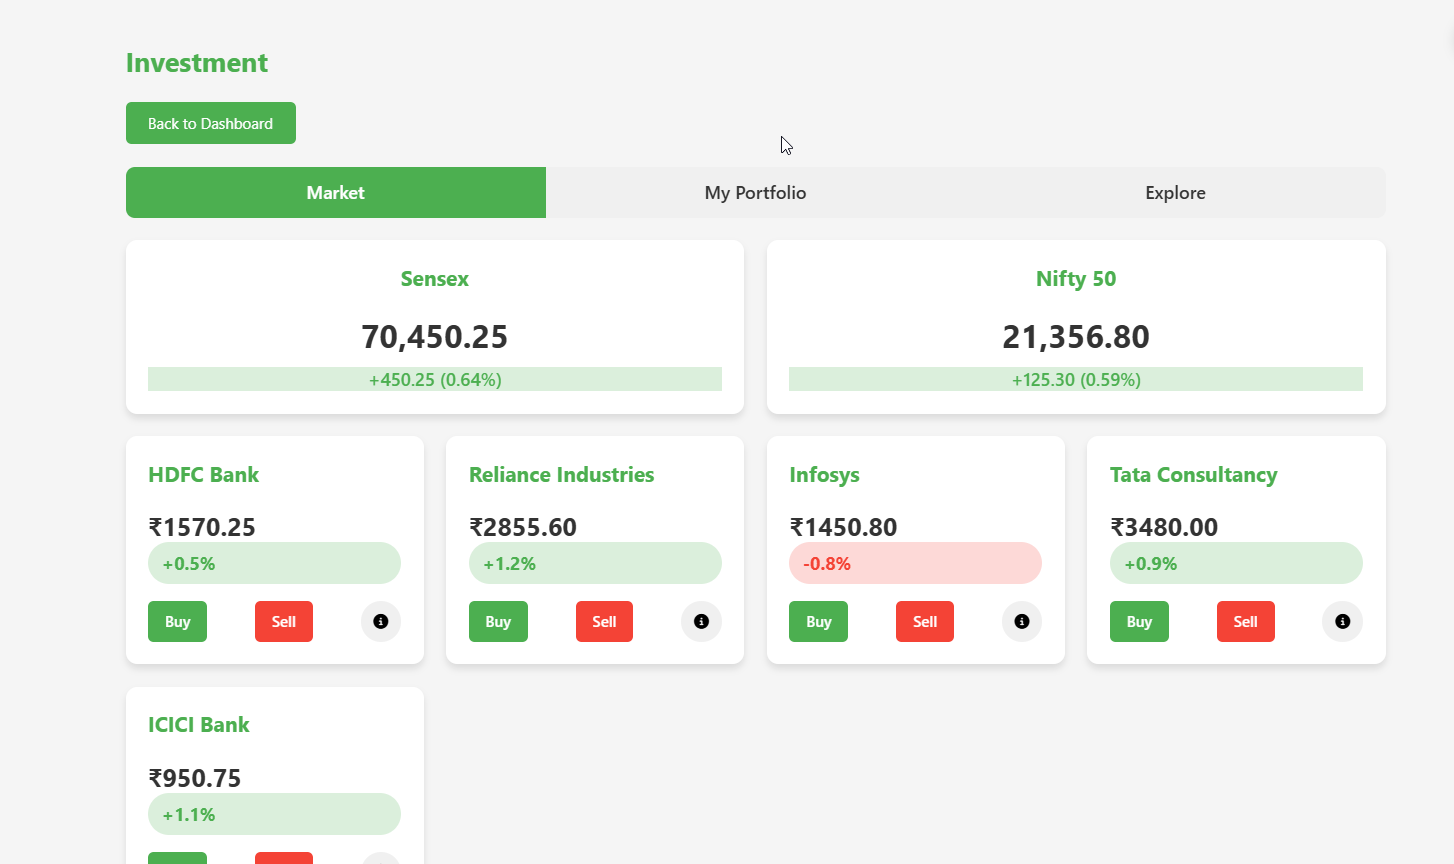 Investment
Back to Dashboard
Market My Portfolio Explore
Sensex
70,450.25
+450.25 (0.64%)
Nifty 50
21,356.80
+125.30 (0.59%)
HDFC Bank
₹1570.25
+0.5%
Buy Sell
Reliance Industries
₹2855.60
+1.2%
Buy Sell
Infosys
₹1450.80
-0.8%
Buy Sell
Tata Consultancy
₹3480.00
+0.9%
Buy Sell
ICICI Bank
₹950.75
+1.1%